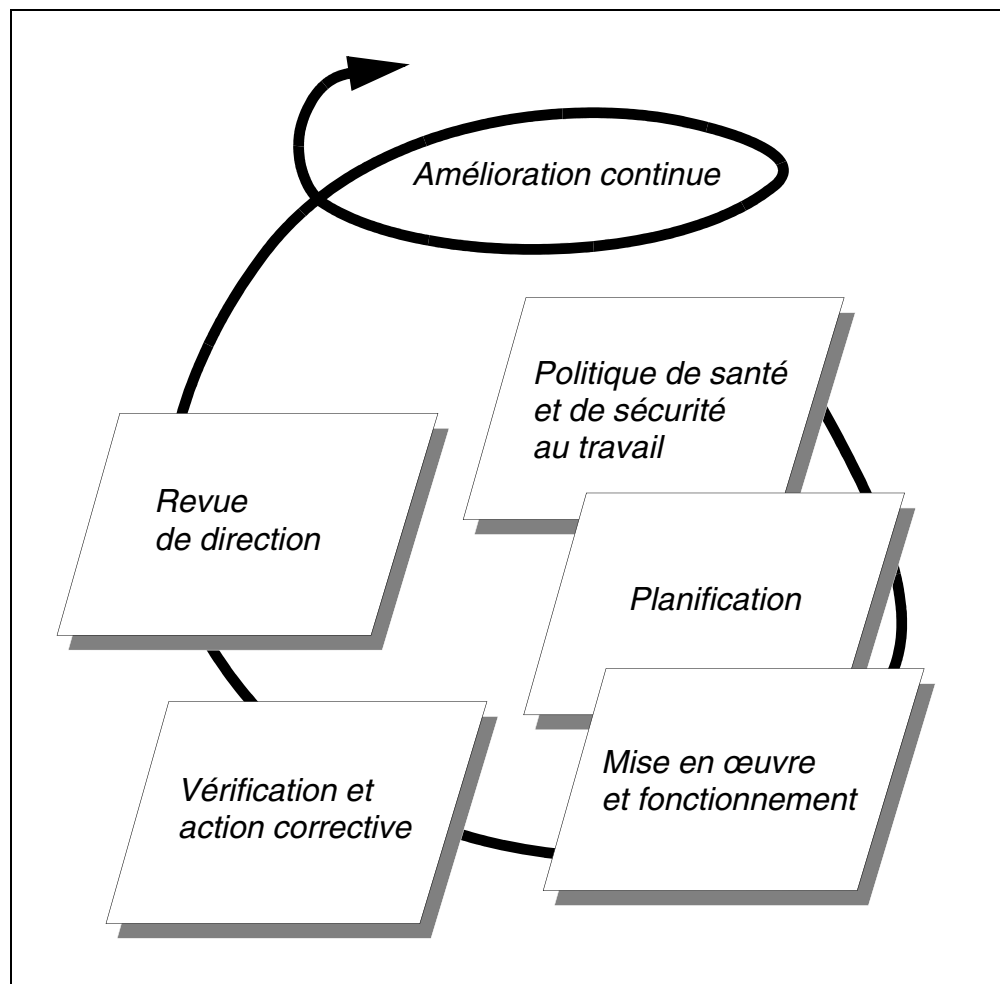 Amélioration continue
Politique de santé
et de sécurité
au travail
Revue
de direction
Planification
Mise en œuvre
et fonctionnement
Vérification et
action corrective